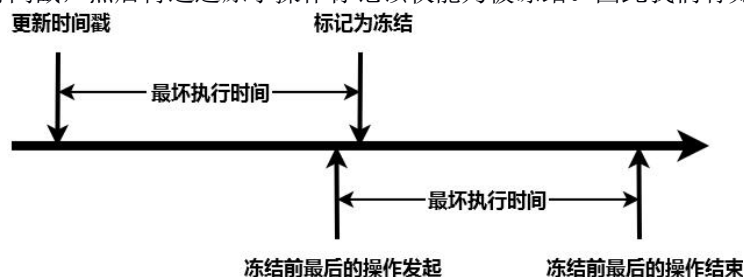 更新时间戳
标记为冻结
最坏执行时间
最坏执行时间
冻结前最后的操作发起
冻结前最后的操作结束